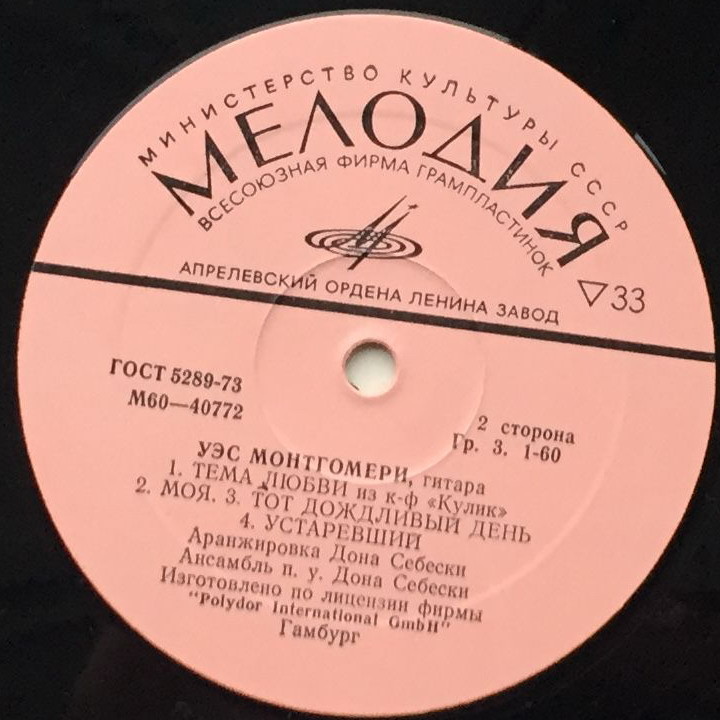 МИНИСТЕРСТВО КУЛЬТУРЫ СССР
МЕЛОДИЯ
ВСЕСОЮЗНАЯ ФИРМА ГРАМПЛАСТИНОК
АПРЕЛЕВСКИЙ ОРДЕНА ЛЕНИНА ЗАВОД
33
ГОСТ 5289-73
М60—40772
2 сторона
Гр. 3. 1-60
УЭС МОНТГОМЕРИ, гитара
1. ТЕМА ЛЮБВИ из к-ф «Кулик»
2. МОЯ. 3. ТОТ ДОЖДЛИВЫЙ ДЕНЬ
4. УСТАРЕВШИЙ
Аранжировка Дона Себески
Ансамбль п. у. Дона Себески
Изготовлено по лицензии фирмы
"Polydor International GmbH"
Гамбург